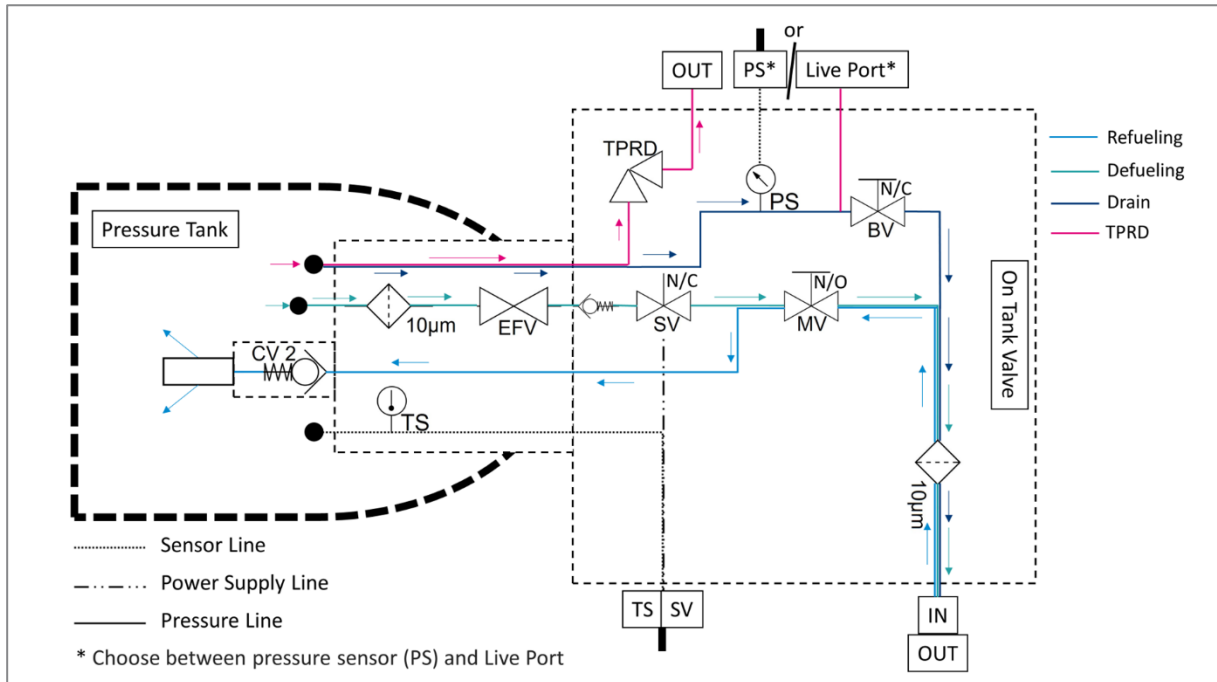 or
OUT
PS*
Live Port*
Refueling
Defueling
Drain
TPRD
TPRD
N/C
PS
BV
Pressure Tank
On Tank Valve
N/C
N/O
10µm
EFV
SV
MV
CV 2
TS
10µm
Sensor Line
Power Supply Line
Pressure Line
TS SV
IN
OUT
* Choose between pressure sensor (PS) and Live Port